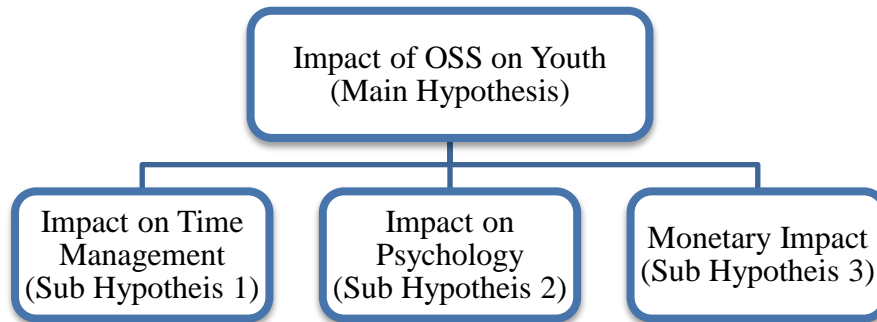 Impact of OSS on Youth
(Main Hypothesis)
Impact on Time
Management
(Sub Hypotheis 1)
Impact on
Psychology
(Sub Hypotheis 2)
Monetary Impact
(Sub Hypotheis 3)